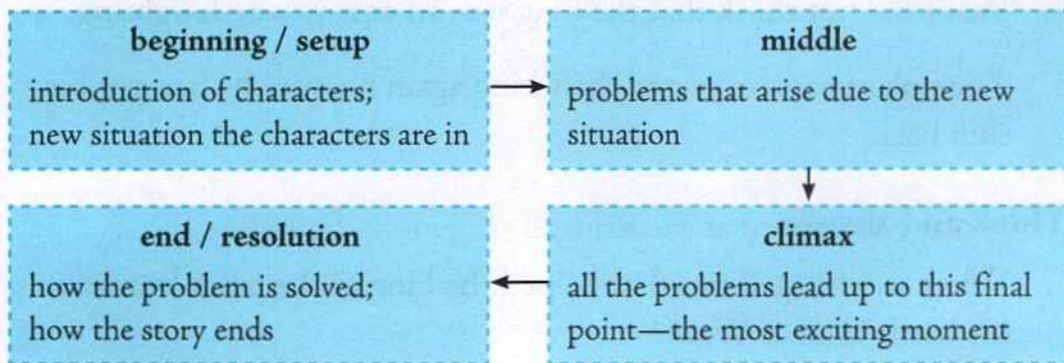 beginning / setup
introduction of characters;
new situation the characters are in
middle
problems that arise due to the new
situation
climax
all the problems lead up to this final
point—the most exciting moment
end / resolution
how the problem is solved;
how the story ends